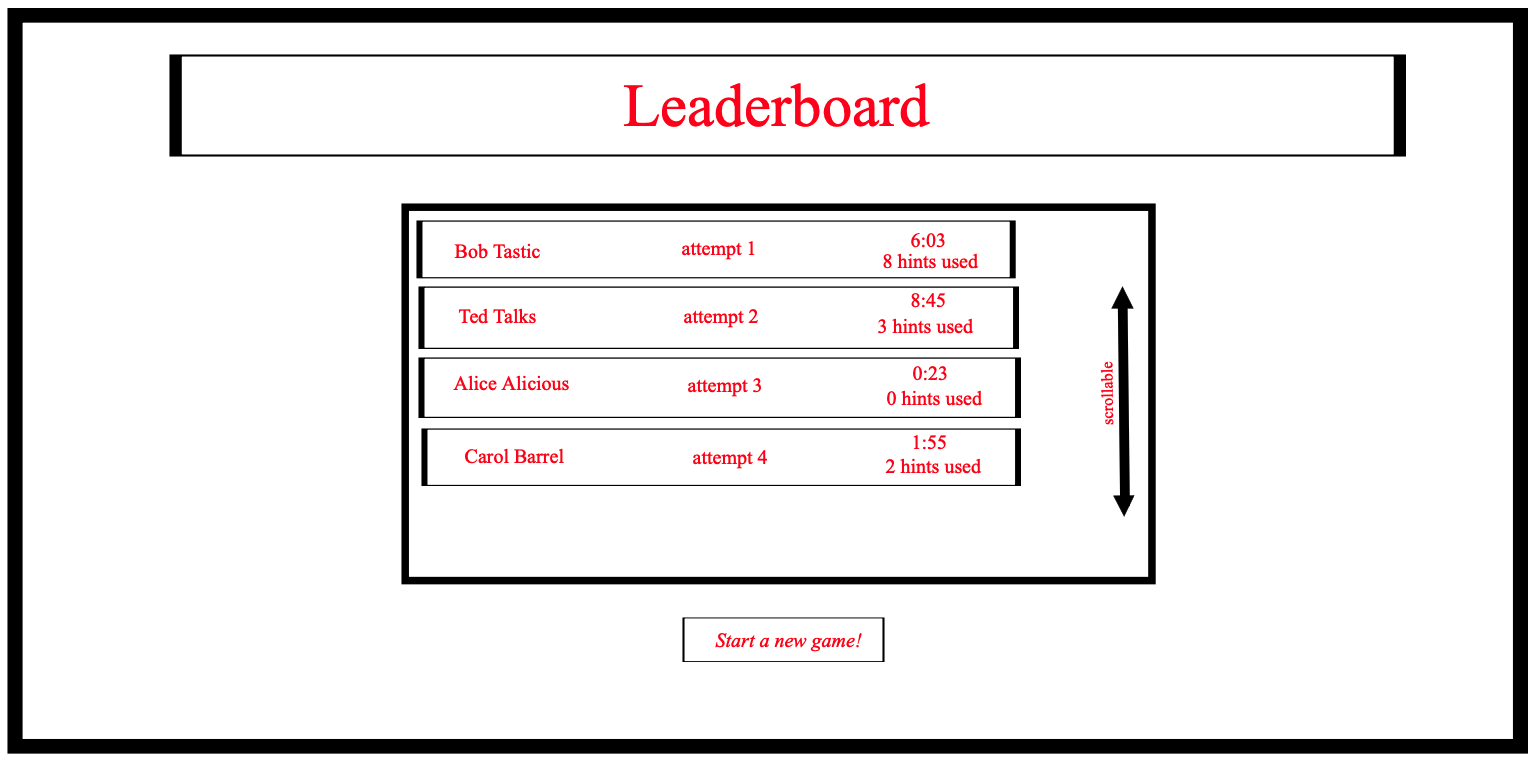 Leaderboard
Bob Tastic attempt 1 6:03
8 hints used
Ted Talks attempt 2 8:45
3 hints used
Alice Alicious attempt 3 0:23
0 hints used
Carol Barrel attempt 4 1:55
2 hints used
scrollable
Start a new game!